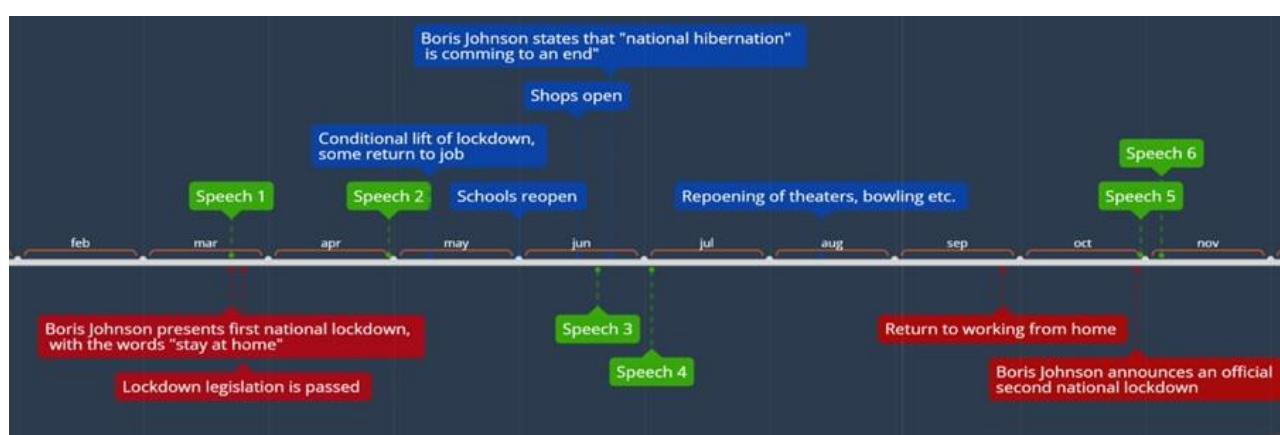 Boris Johnson states that "national hibernation"
is comming to an end"
Shops open
Conditional lift of lockdown,
some return to job
Speech 6
Speech 1
Speech 2
Schools reopen
Repoening of theaters, bowling etc.
Speech 5
feb mar apr may jun jul aug sep oct nov
Boris Johnson presents first national lockdown,
with the words "stay at home"
Speech 3
Return to working from home
Lockdown legislation is passed
Speech 4
Boris Johnson announces an official
second national lockdown